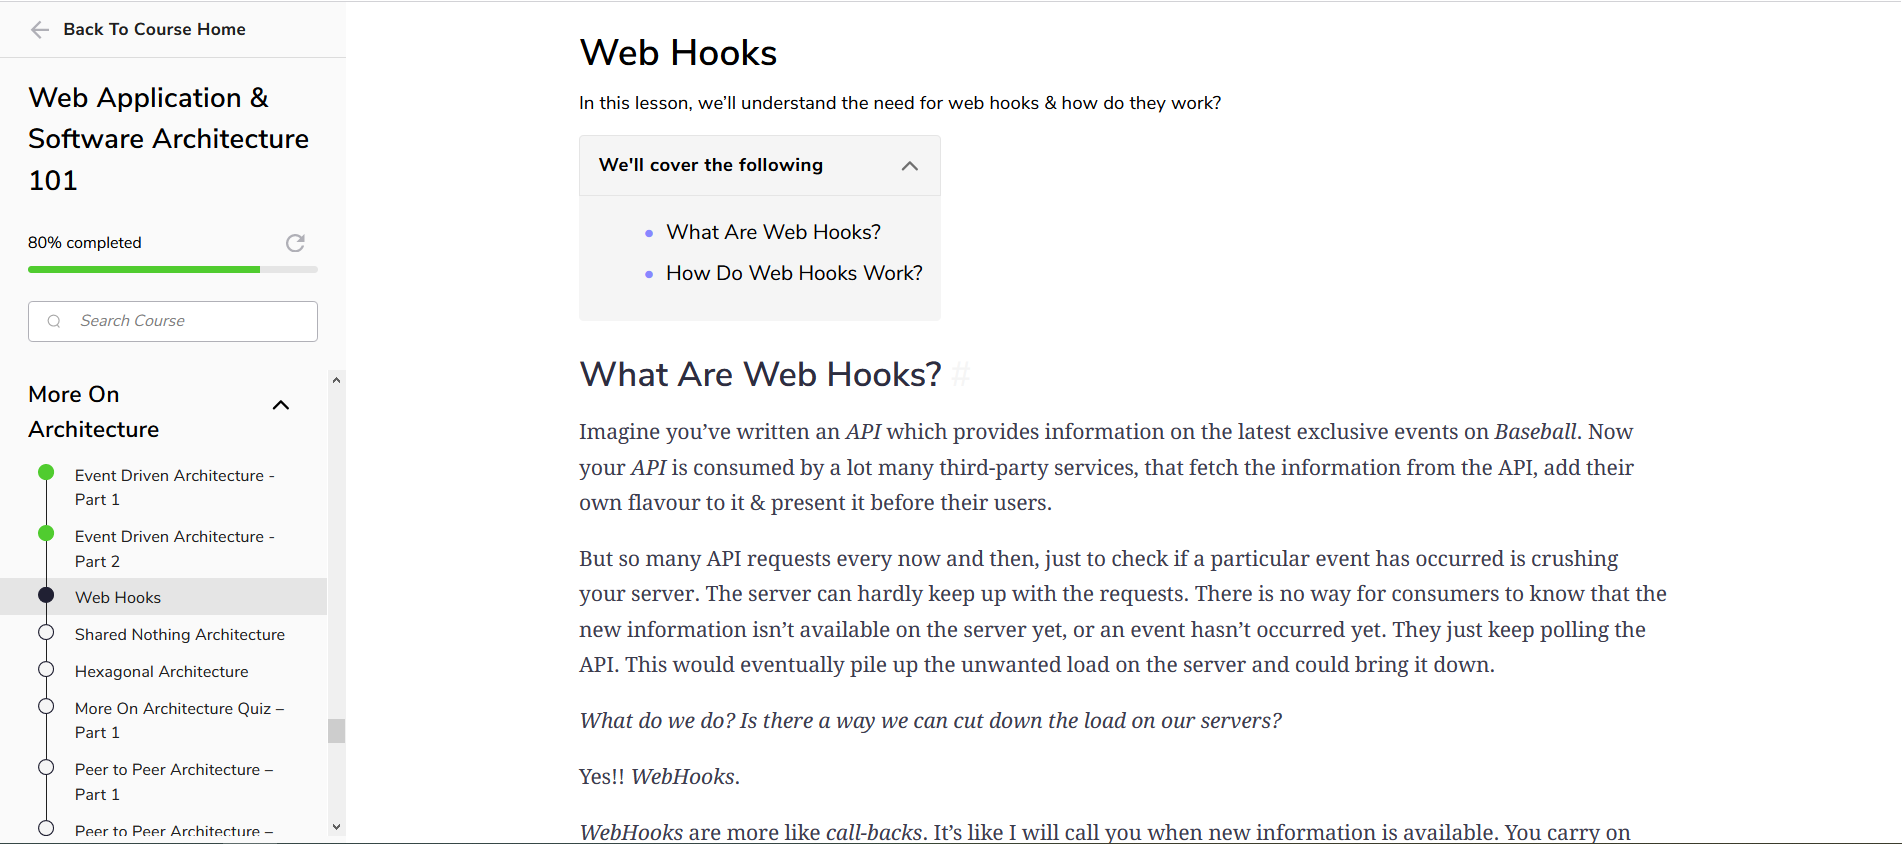 Back To Course Home
Web Application &
Software Architecture
101
80% completed
Search Course
More On
Architecture
Event Driven Architecture -
Part 1
Event Driven Architecture -
Part 2
Web Hooks
Shared Nothing Architecture
Hexagonal Architecture
More On Architecture Quiz –
Part 1
Peer to Peer Architecture –
Part 1
Peer to Peer Architecture –
Web Hooks
In this lesson, we’ll understand the need for web hooks & how do they work?
We'll cover the following
What Are Web Hooks?
How Do Web Hooks Work?
What Are Web Hooks? #
Imagine you’ve written an API which provides information on the latest exclusive events on Baseball. Now
your API is consumed by a lot many third-party services, that fetch the information from the API, add their
own flavour to it & present it before their users.
But so many API requests every now and then, just to check if a particular event has occurred is crushing
your server. The server can hardly keep up with the requests. There is no way for consumers to know that the
new information isn’t available on the server yet, or an event hasn’t occurred yet. They just keep polling the
API. This would eventually pile up the unwanted load on the server and could bring it down.
What do we do? Is there a way we can cut down the load on our servers?
Yes!! WebHooks.
WebHooks are more like call-backs. It’s like I will call you when new information is available. You carry on